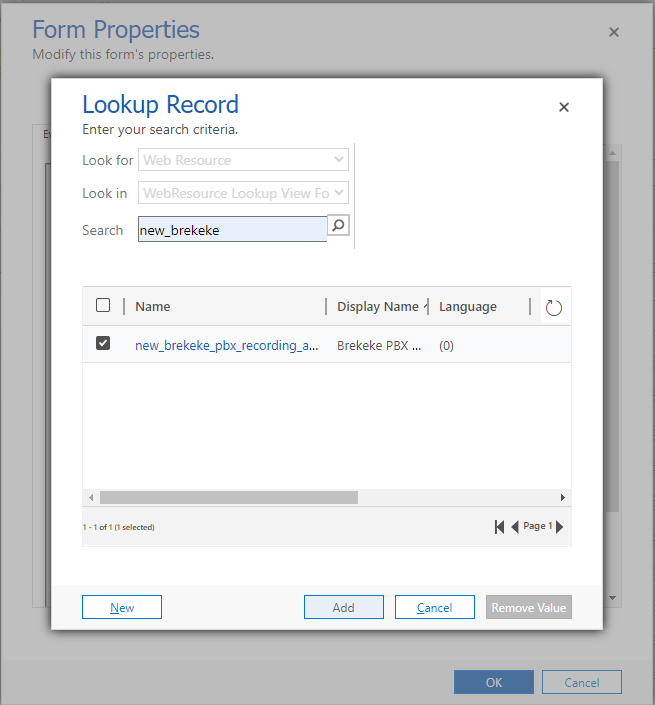 Form Properties
Modify this form's properties.
Lookup Record
Enter your search criteria.
Look for Web Resource
Look in WebResource Lookup View Fo
Search new_brekeke
Name Display Name Language
new_brekeke_pbx_recording_a... Brekeke PBX ... (0)
1 - 1 of 1 (1 selected) Page 1
New Add Cancel Remove Value
OK Cancel